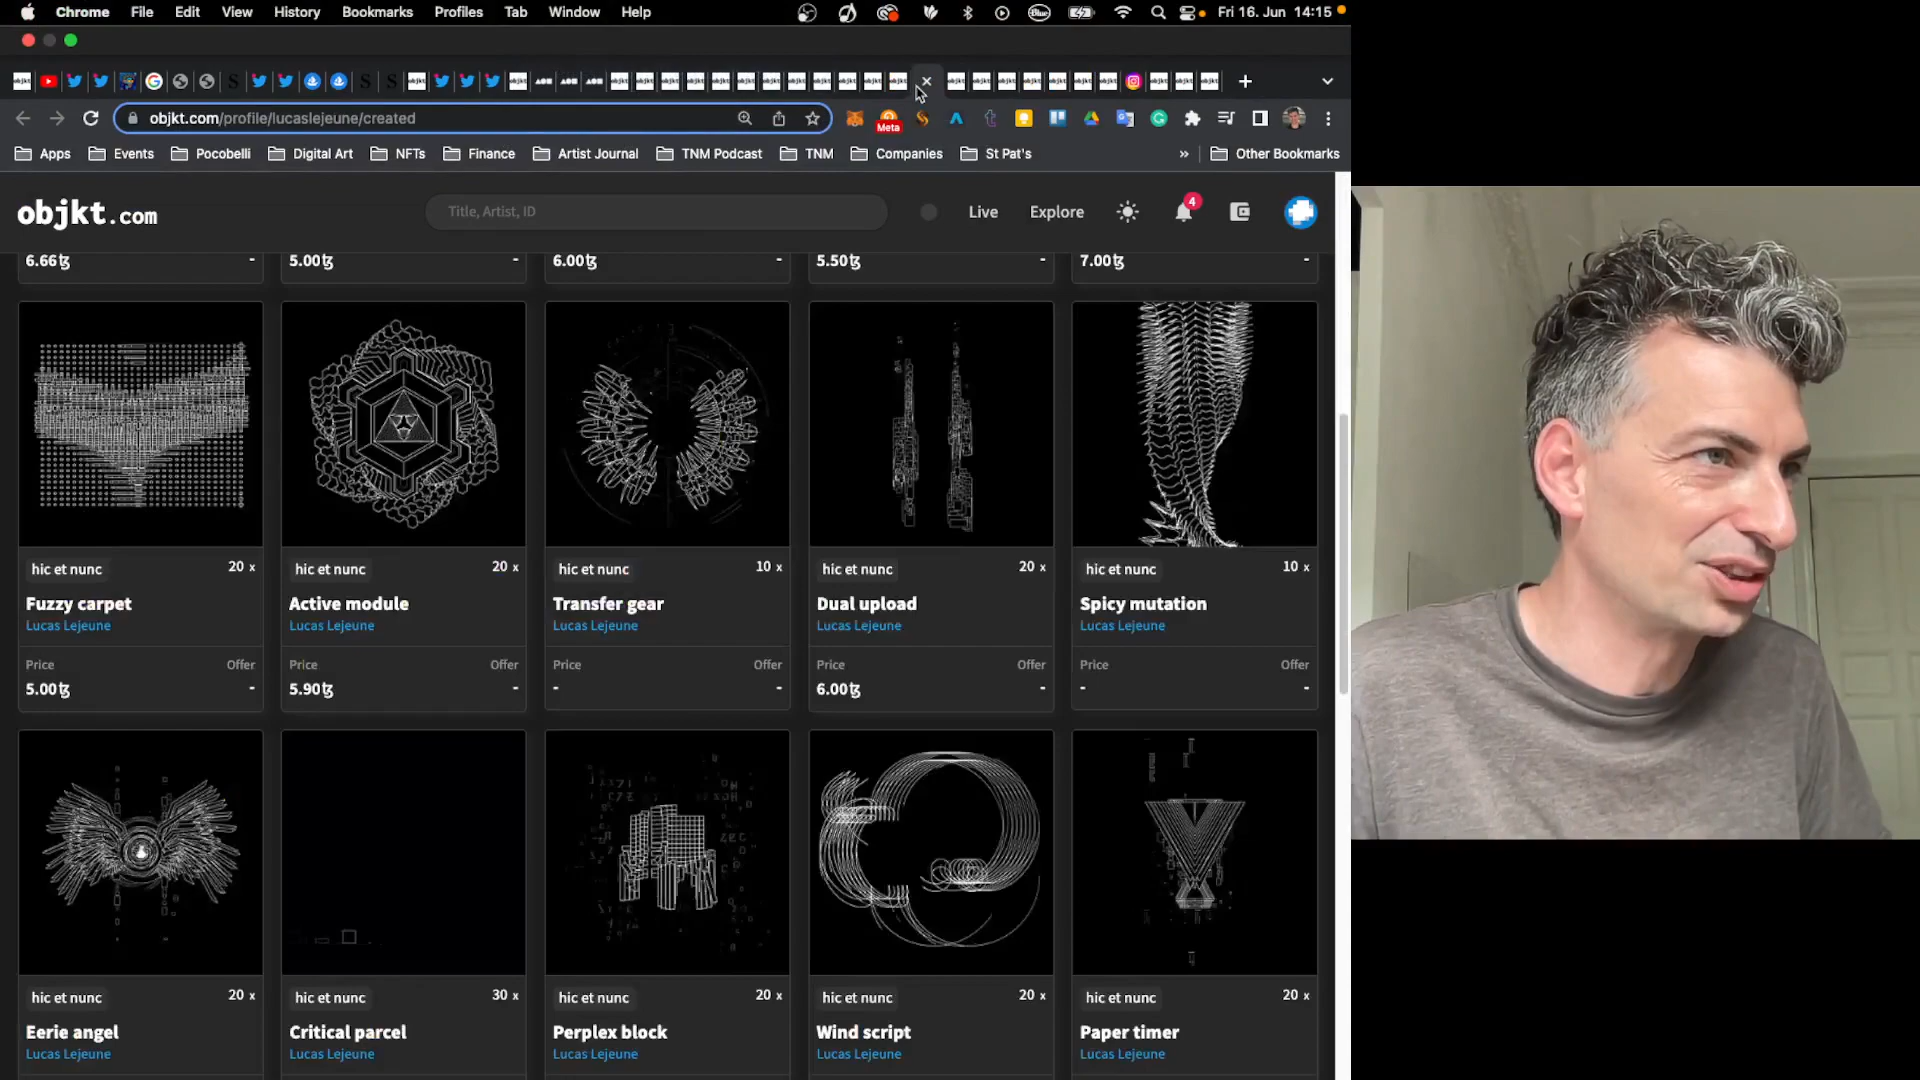 Chrome File Edit View History Bookmarks Profiles Tab Window Help Fri 16. Jun 14:15
objkt.com/profile/lucaslejeune/created
Meta
Apps Events Pocobelli Digital Art NFTs Finance Artist Journal TNM Podcast TNM Companies St Pat's » Other Bookmarks
objkt.com Title, Artist, ID Live Explore 4
6.66ꜩ - 5.00ꜩ - 6.00ꜩ - 5.50ꜩ - 7.00ꜩ -
hic et nunc 20 x hic et nunc 20 x hic et nunc 10 x hic et nunc 20 x hic et nunc 10 x
Fuzzy carpet Active module Transfer gear Dual upload Spicy mutation
Lucas Lejeune Lucas Lejeune Lucas Lejeune Lucas Lejeune Lucas Lejeune
Price Offer Price Offer Price Offer Price Offer Price Offer
5.00ꜩ - 5.90ꜩ - - - 6.00ꜩ - - -
hic et nunc 20 x hic et nunc 30 x hic et nunc 20 x hic et nunc 20 x hic et nunc 20 x
Eerie angel Critical parcel Perplex block Wind script Paper timer
Lucas Lejeune Lucas Lejeune Lucas Lejeune Lucas Lejeune Lucas Lejeune